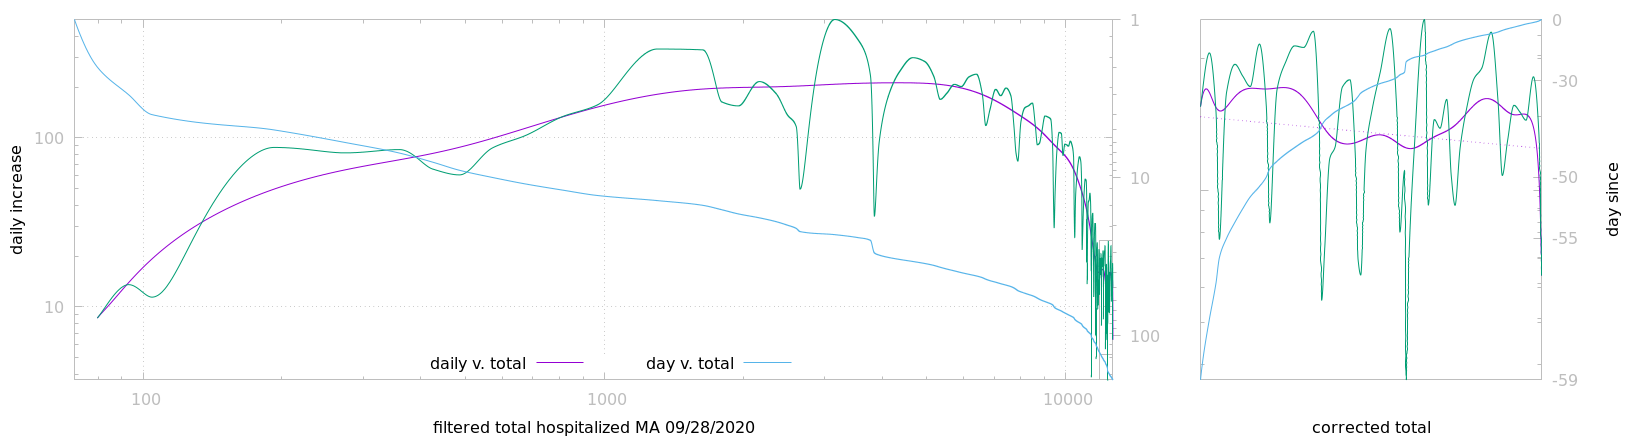 daily increase
100
10
100
1000
10000
1
10
100
daily v. total
day v. total
filtered total hospitalized MA 09/28/2020
0
-30
-50
-55
-59
day since
corrected total